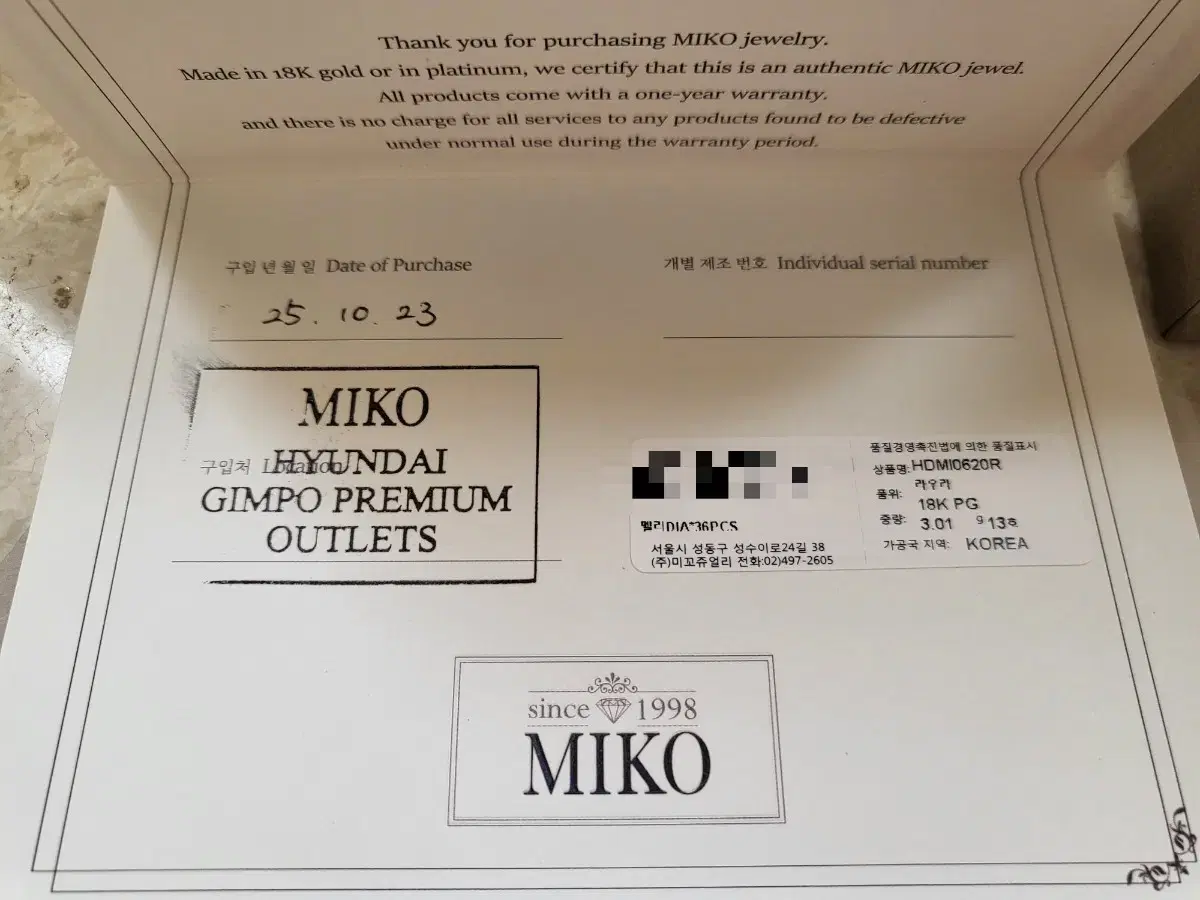 Thank you for purchasing MIKO jewelry.
Made in 18K gold or in platinum, we certify that this is an authentic MIKO jewel.
All products come with a one-year warranty.
and there is no charge for all services to any products found to be defective
under normal use during the warranty period.
구입 년 월 일 Date of Purchase
25. 10. 23
개별 제조 번호 Individual serial number
구입처 Location
MIKO
HYUNDAI
GIMPO PREMIUM
OUTLETS
멜리DIA*36PCS
서울시 성동구 성수이로24길 38
(주)미꼬쥬얼리 전화:02)497-2605
품질경영촉진법에 의한 품질표시
상품명: HDMI0620R
라우라
품위: 18K PG
중량: 3.01 g 13호
가공국 지역: KOREA
since 1998
MIKO